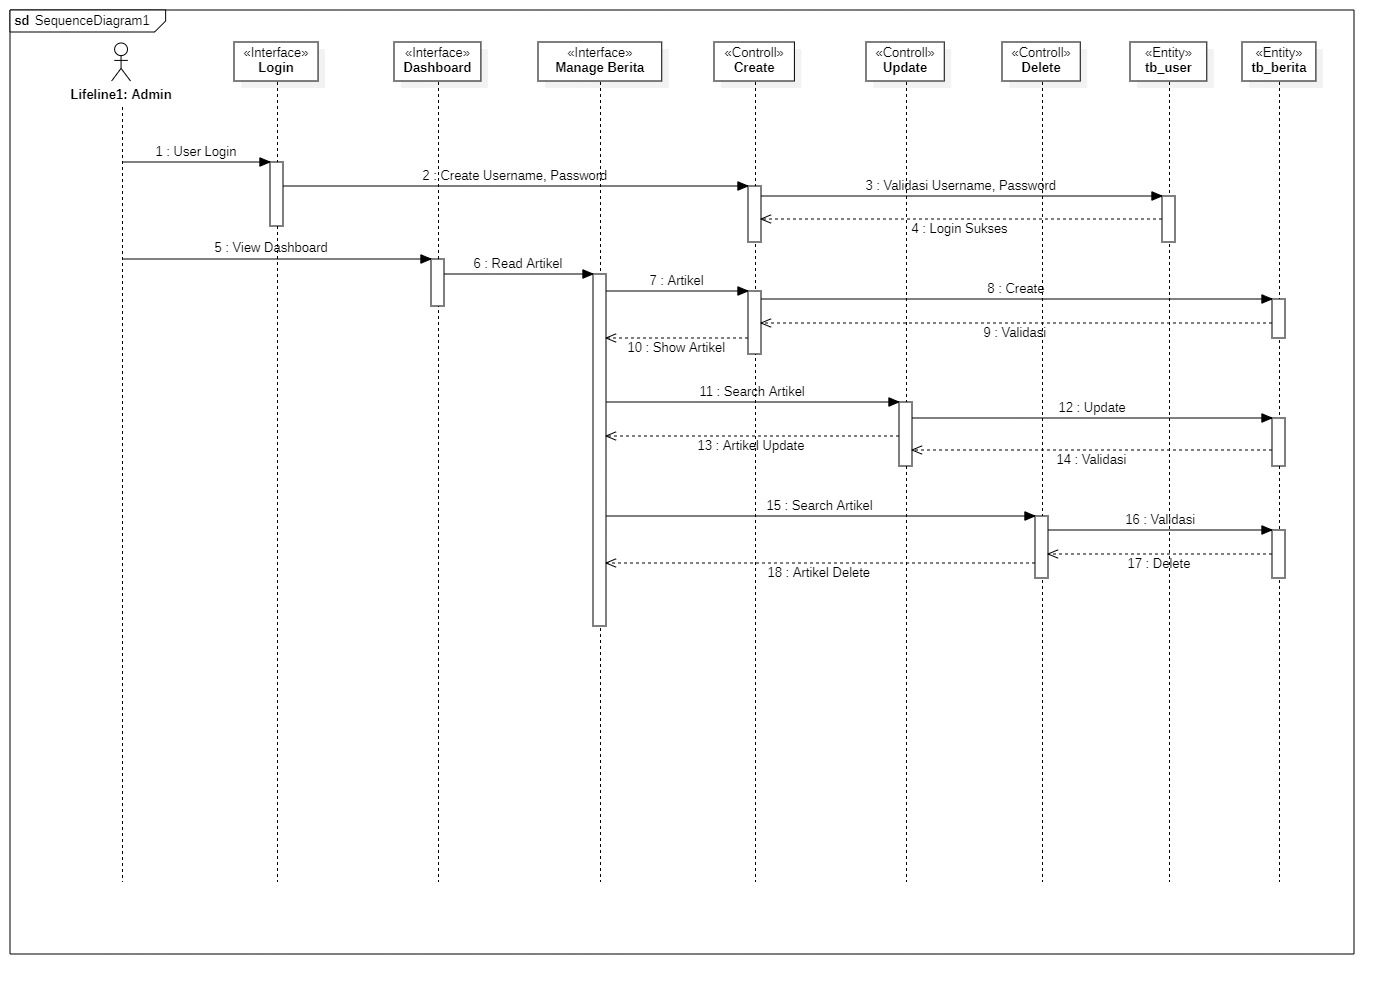 sd SequenceDiagram1
«Interface»
Login
«Interface»
Dashboard
«Interface»
Manage Berita
«Controll»
Create
«Controll»
Update
«Controll»
Delete
«Entity»
tb_user
«Entity»
tb_berita
Lifeline1: Admin
1 : User Login
2 : Create Username, Password
3 : Validasi Username, Password
4 : Login Sukses
5 : View Dashboard
6 : Read Artikel
7 : Artikel
8 : Create
9 : Validasi
10 : Show Artikel
11 : Search Artikel
12 : Update
13 : Artikel Update
14 : Validasi
15 : Search Artikel
16 : Validasi
17 : Delete
18 : Artikel Delete